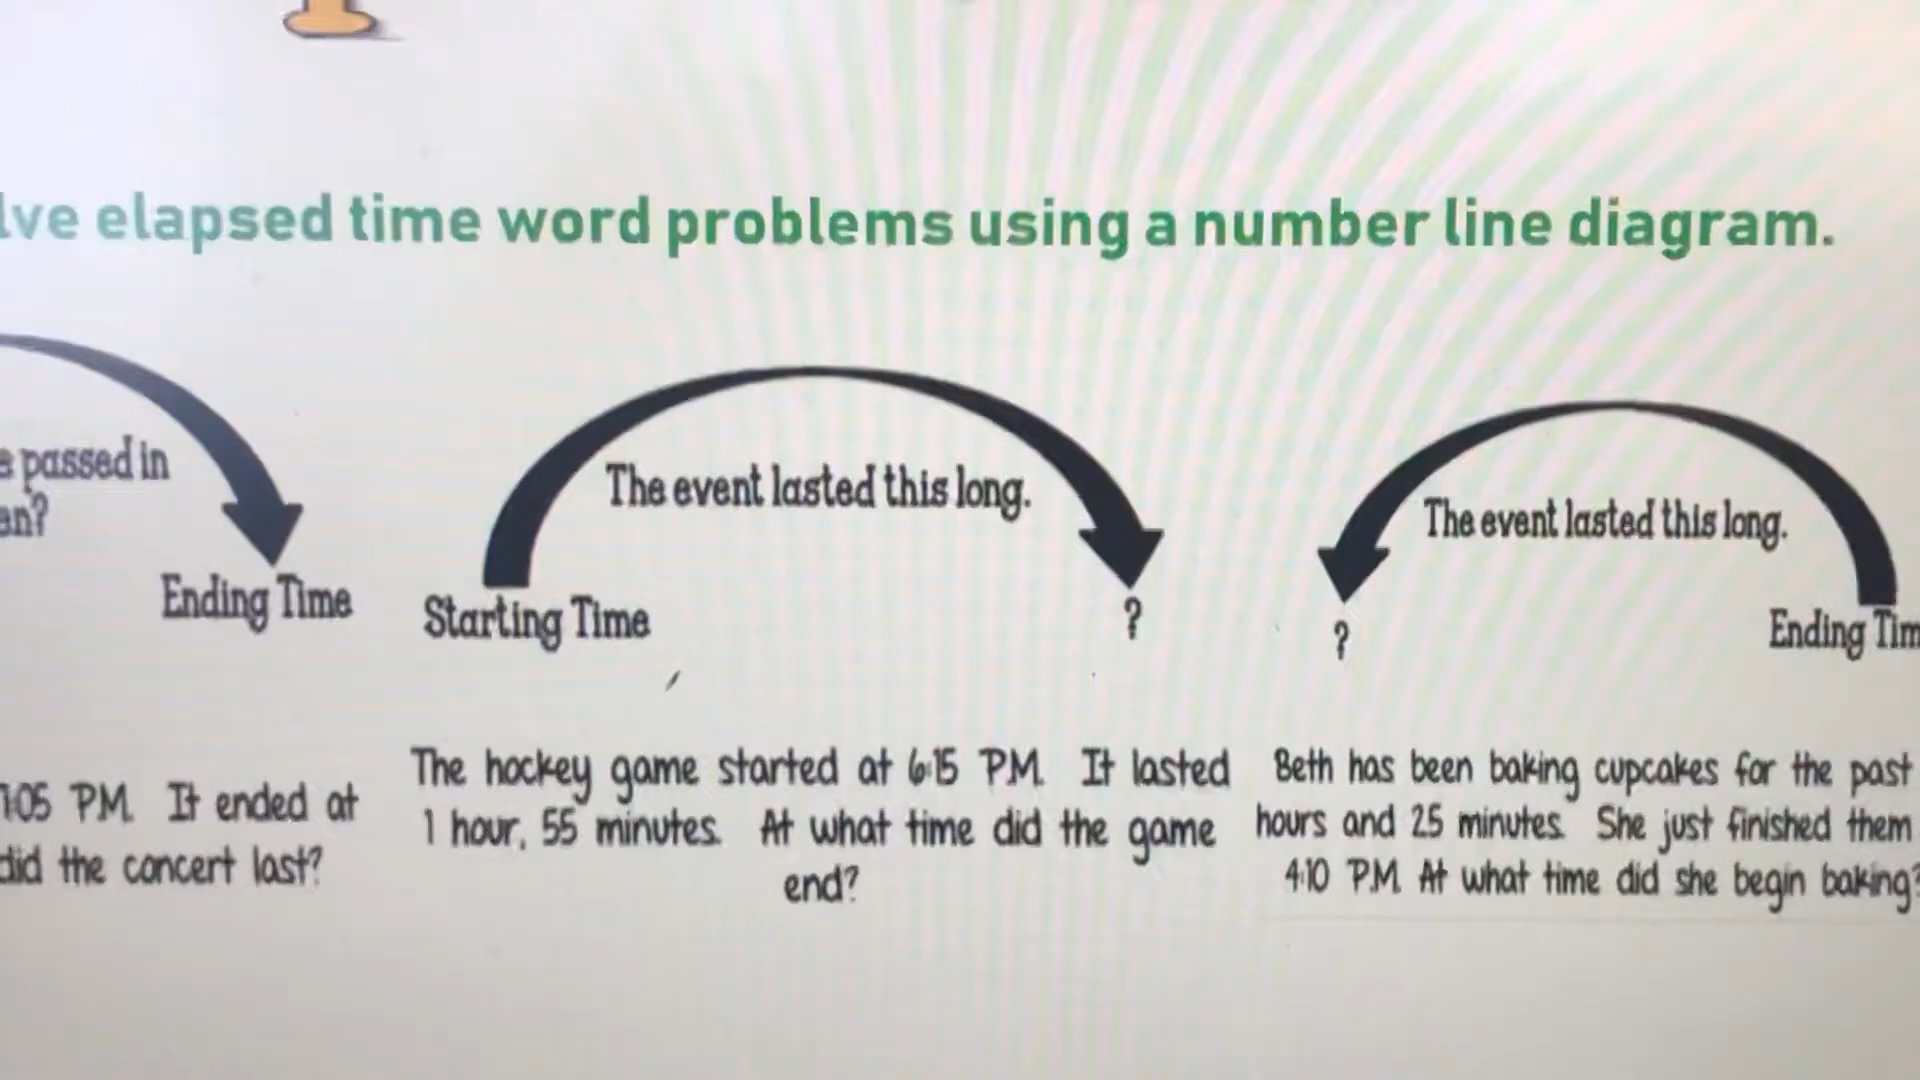 lve elapsed time word problems using a number line diagram.
passed in
Ending Time
The event lasted this long.
Starting Time
?
The event lasted this long.
?
Ending Tim
1:05 PM. It ended at
did the concert last?
The hockey game started at 6:15 PM. It lasted
1 hour, 55 minutes. At what time did the game
end?
Beth has been baking cupcakes for the past
hours and 25 minutes. She just finished them
4:10 P.M. At what time did she begin baking?